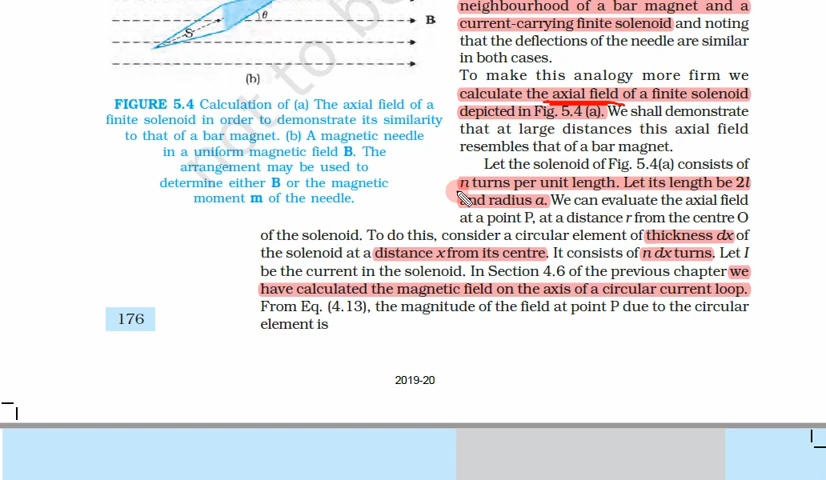 neighbourhood of a bar magnet and a
current-carrying finite solenoid and noting
that the deflections of the needle are similar
in both cases.
To make this analogy more firm we
calculate the axial field of a finite solenoid
depicted in Fig. 5.4 (a). We shall demonstrate
that at large distances this axial field
resembles that of a bar magnet.
Let the solenoid of Fig. 5.4(a) consists of
n turns per unit length. Let its length be 2l
and radius a. We can evaluate the axial field
at a point P, at a distance r from the centre O
of the solenoid. To do this, consider a circular element of thickness dx of
the solenoid at a distance x from its centre. It consists of n dx turns. Let I
be the current in the solenoid. In Section 4.6 of the previous chapter we
have calculated the magnetic field on the axis of a circular current loop.
From Eq. (4.13), the magnitude of the field at point P due to the circular
element is
θ
S
B
(b)
FIGURE 5.4 Calculation of (a) The axial field of a
finite solenoid in order to demonstrate its similarity
to that of a bar magnet. (b) A magnetic needle
in a uniform magnetic field B. The
arrangement may be used to
determine either B or the magnetic
moment m of the needle.
176
2019-20
not to be